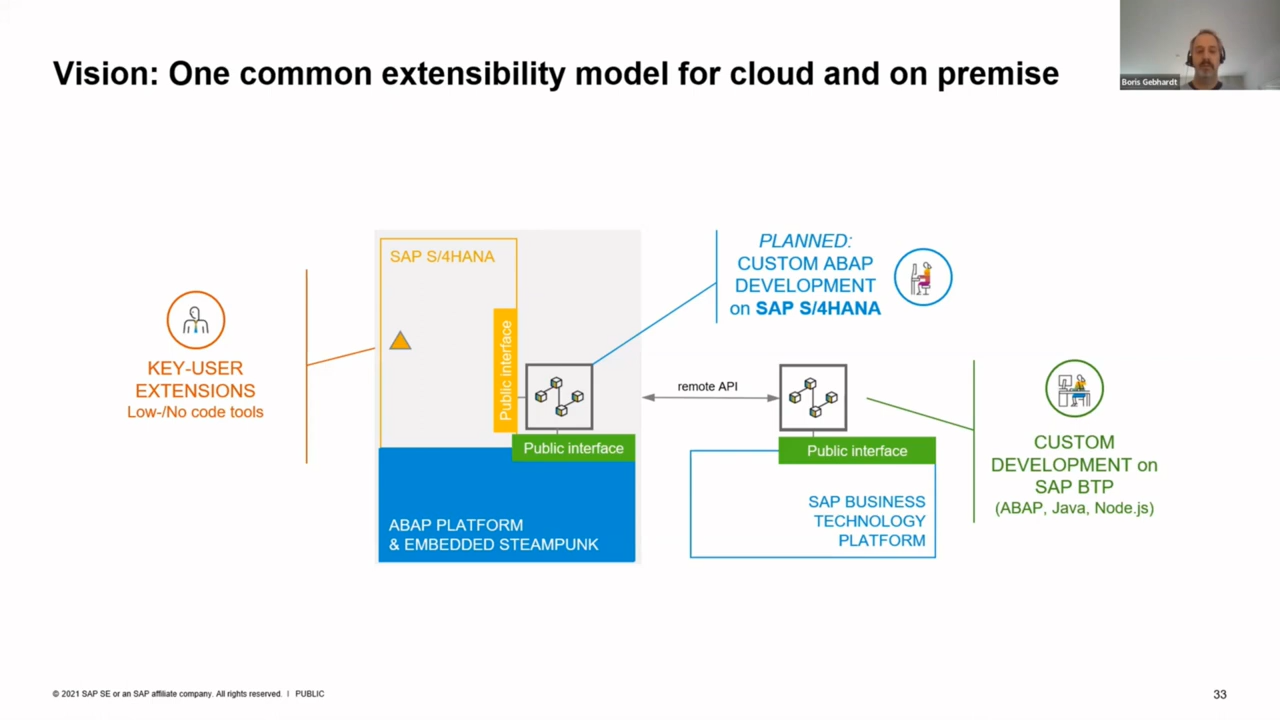 Vision: One common extensibility model for cloud and on premise
Boris Gebhardt
SAP S/4HANA
Public interface
KEY-USER
EXTENSIONS
Low-/No code tools
PLANNED:
CUSTOM ABAP
DEVELOPMENT
on SAP S/4HANA
remote API
Public interface
ABAP PLATFORM
& EMBEDDED STEAMPUNK
Public interface
SAP BUSINESS
TECHNOLOGY
PLATFORM
CUSTOM
DEVELOPMENT on
SAP BTP
(ABAP, Java, Node.js)
© 2021 SAP SE or an SAP affiliate company. All rights reserved. | PUBLIC
33